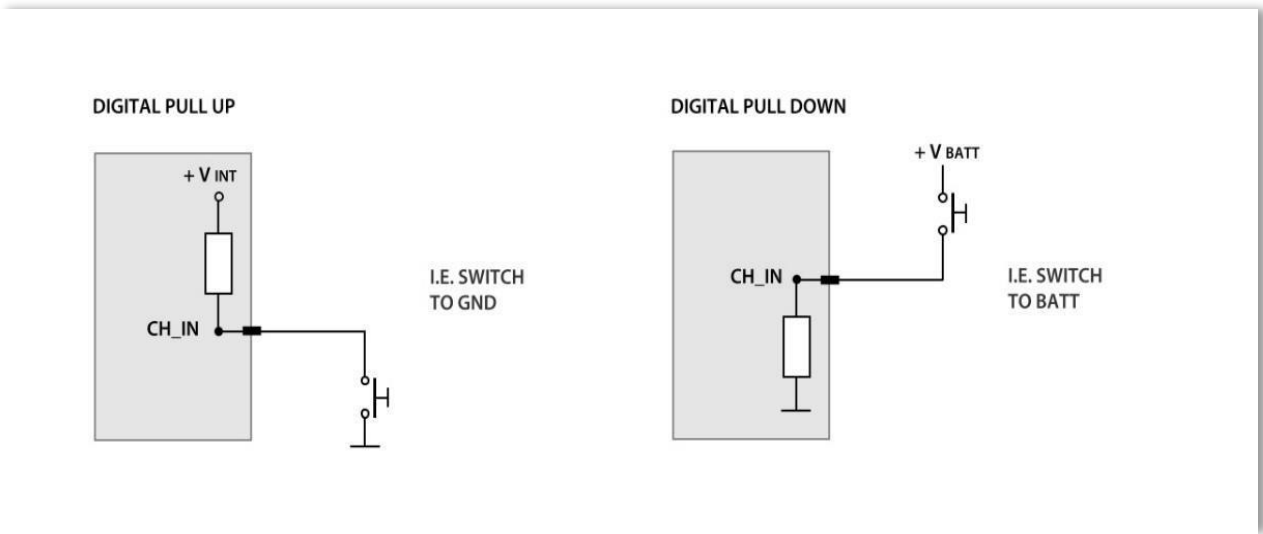 DIGITAL PULL UP
+ V INT
CH_IN
I.E. SWITCH
TO GND
DIGITAL PULL DOWN
+ V BATT
CH_IN
I.E. SWITCH
TO BATT